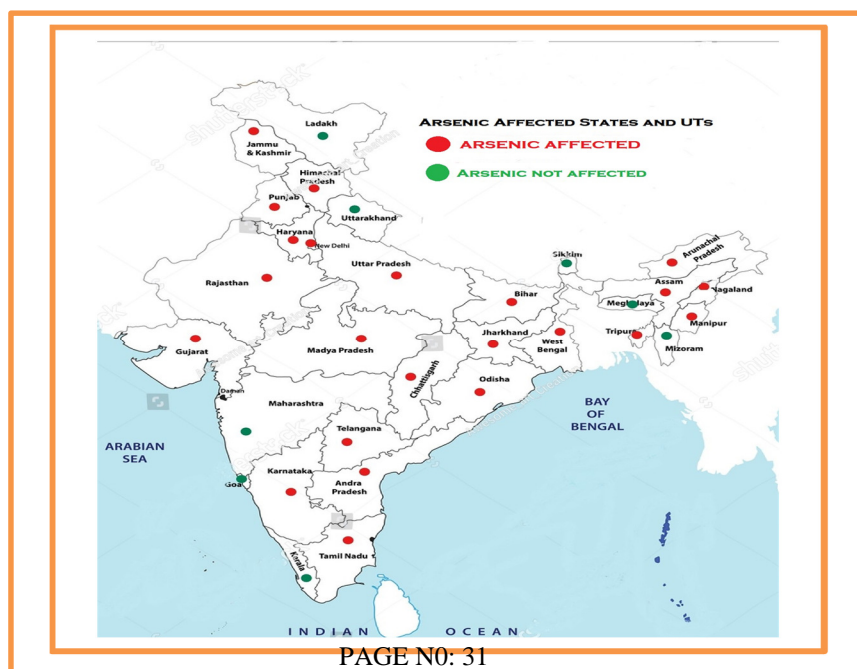 ARSENIC AFFECTED STATES AND UTS
ARSENIC AFFECTED
ARSENIC NOT AFFECTED
Ladakh
Jammu
& Kashmir
Himachal
Pradesh
Punjab
Uttarakhand
Haryana
New Delhi
Uttar Pradesh
Rajasthan
Sikkim
Arunachal
Pradesh
Assam
Nagaland
Meghalaya
Manipur
Bihar
Tripura
Mizoram
Jharkhand
West
Bengal
Gujarat
Madya Pradesh
Chhattisgarh
Odisha
Daman
Maharashtra
BAY
OF
BENGAL
Telangana
ARABIAN
SEA
Karnataka
Goa
Andra
Pradesh
Tamil Nadu
Kerala
INDIAN OCEAN
PAGE N0: 31